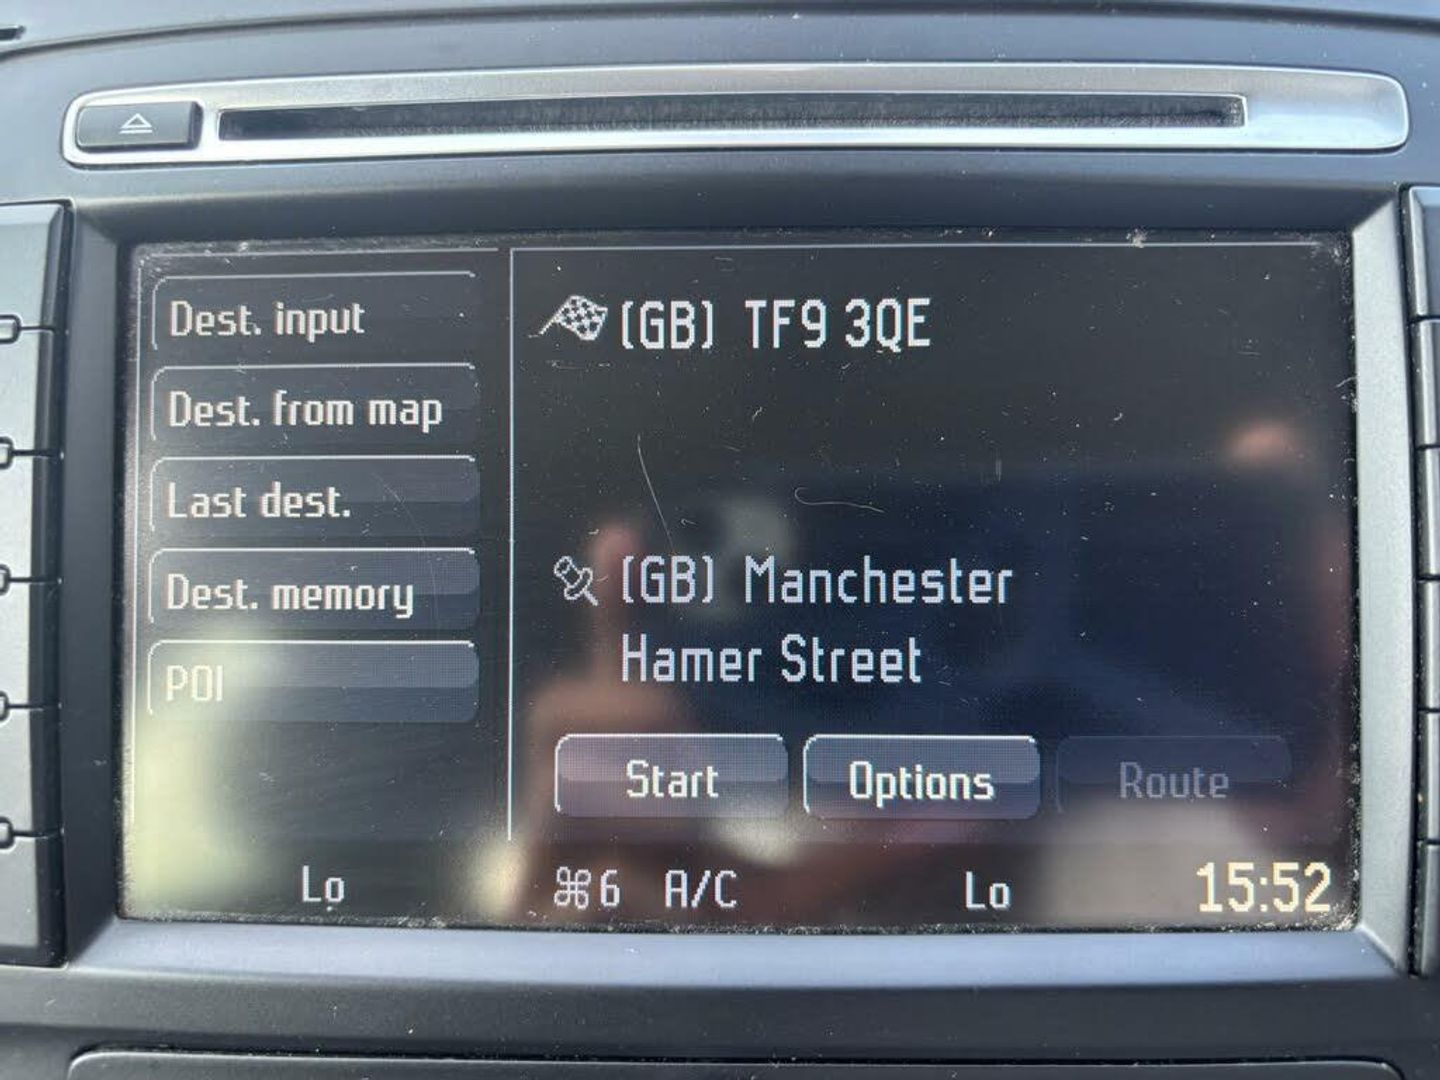 Dest. input
Dest. from map
Last dest.
Dest. memory
POI
(GB) TF9 3QE
(GB) Manchester
Hamer Street
Start Options Route
Lo 6 A/C Lo 15:52